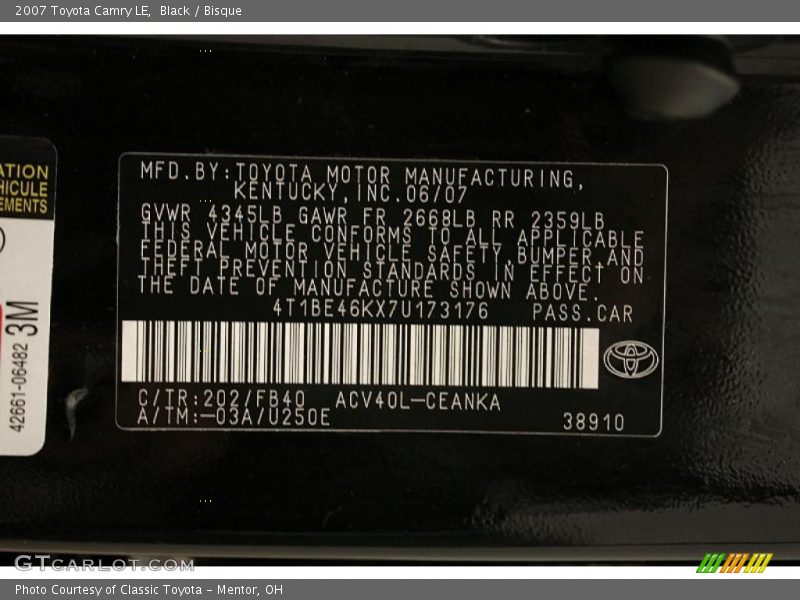 2007 Toyota Camry LE, Black / Bisque
MFD.BY:TOYOTA MOTOR MANUFACTURING,
KENTUCKY,INC.06/07
GVWR 4345LB GAWR FR 2668LB RR 2359LB
THIS VEHICLE CONFORMS TO ALL APPLICABLE
FEDERAL MOTOR VEHICLE SAFETY,BUMPER,AND
THEFT PREVENTION STANDARDS IN EFFECT ON
THE DATE OF MANUFACTURE SHOWN ABOVE.
4T1BE46KX7U173176 PASS.CAR
C/TR:202/FB40 ACV40L-CEANKA
A/TM:-03A/U250E
38910
ATION
HICULE
EMENTS
42661-06482 3M
GTCARLOT.COM
Photo Courtesy of Classic Toyota - Mentor, OH